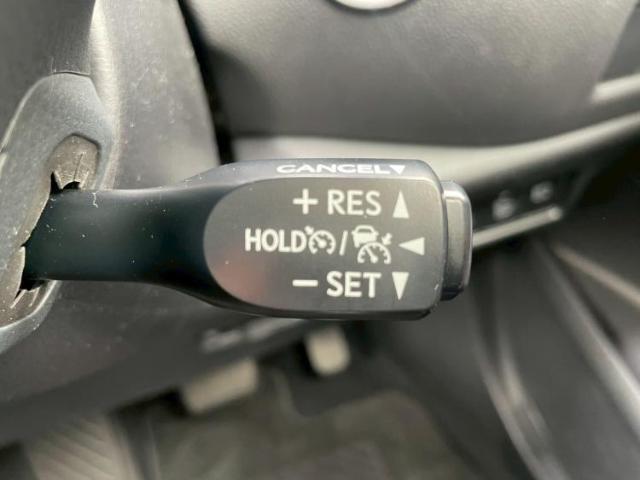 CANCEL▼
+ RES ▲
HOLD / ◄
− SET ▼